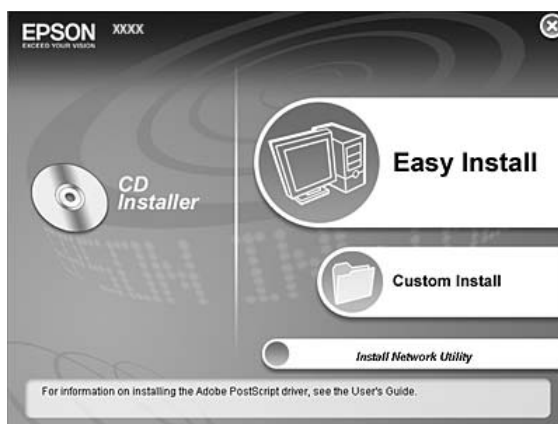 EPSON XXXX
EXCEED YOUR VISION
Easy Install
CD
Installer
Custom Install
Install Network Utility
For information on installing the Adobe PostScript driver, see the User's Guide.